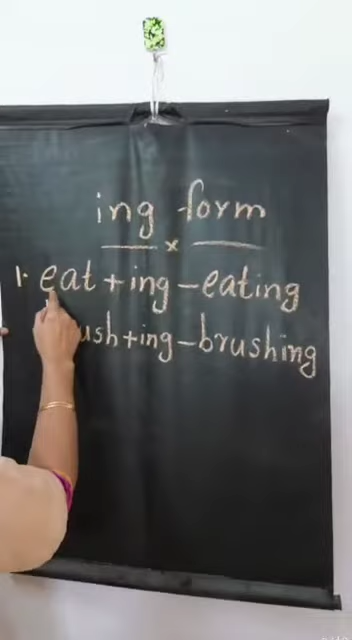 ing form
x
1. eat+ing - eating
ush+ing - brushing